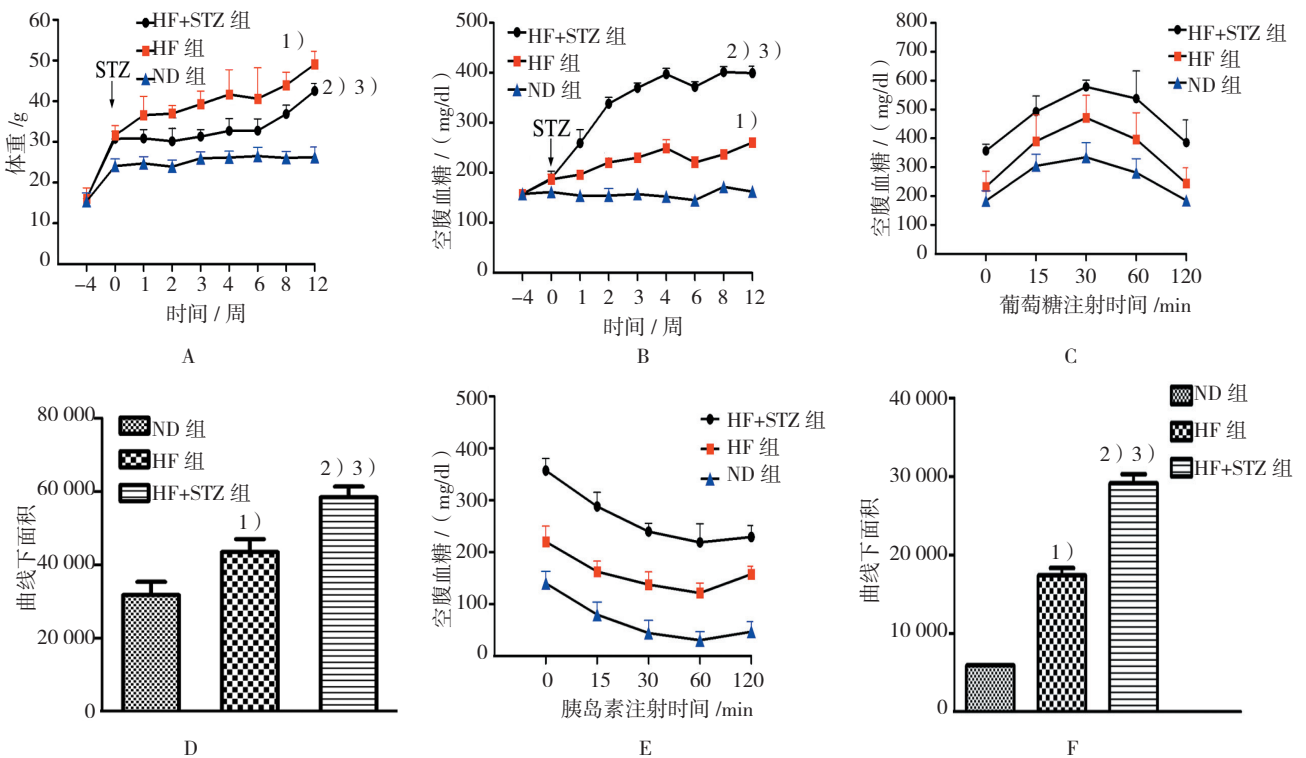 60
50
40
30
20
10
0
体重 /g
HF+STZ 组
HF 组
ND 组
STZ
1）
2）3）
−4 0 1 2 3 4 6 8 12
时间 / 周
A
500
400
300
200
100
0
空腹血糖 /（mg/dl）
HF+STZ 组
HF 组
ND 组
STZ
2）3）
1）
−4 0 1 2 3 4 6 8 12
时间 / 周
B
800
700
600
500
400
300
200
100
0
空腹血糖 /（mg/dl）
HF+STZ 组
HF 组
ND 组
0 15 30 60 120
葡萄糖注射时间 /min
C
80 000
60 000
40 000
20 000
0
曲线下面积
ND 组
HF 组
HF+STZ 组
1）
2）3）
D
500
400
300
200
100
0
空腹血糖 /（mg/dl）
HF+STZ 组
HF 组
ND 组
0 15 30 60 120
胰岛素注射时间 /min
E
40 000
30 000
20 000
10 000
0
曲线下面积
ND 组
HF 组
HF+STZ 组
1）
2）3）
F